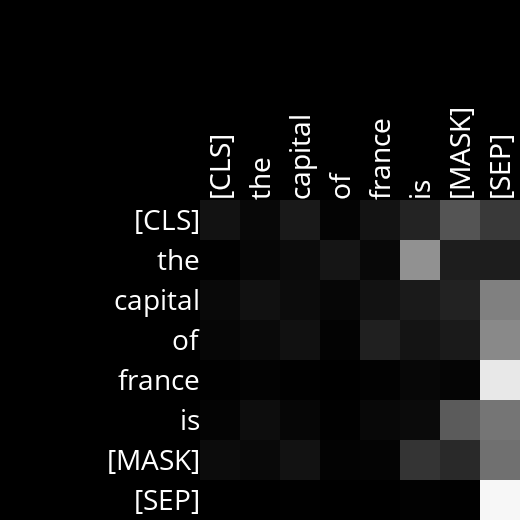 [CLS] the capital of france is [MASK] [SEP]
[CLS]
the
capital
of
france
is
[MASK]
[SEP]